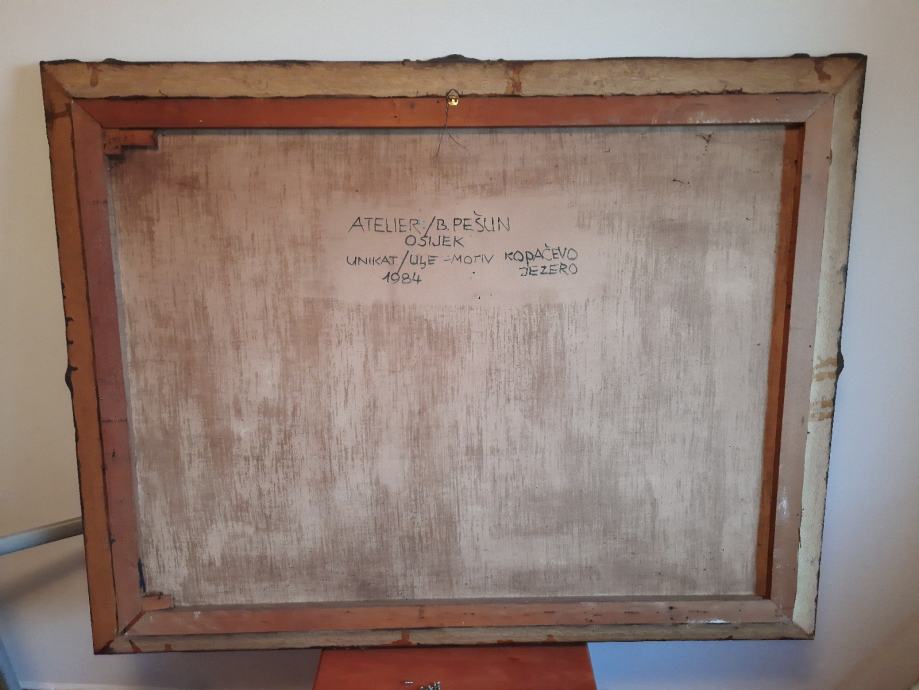 ATELIER:/B. PEŠUN
OSIJEK
UNIKAT/ULJE-MOTIV KOPAČEVO
1984 JEZERO